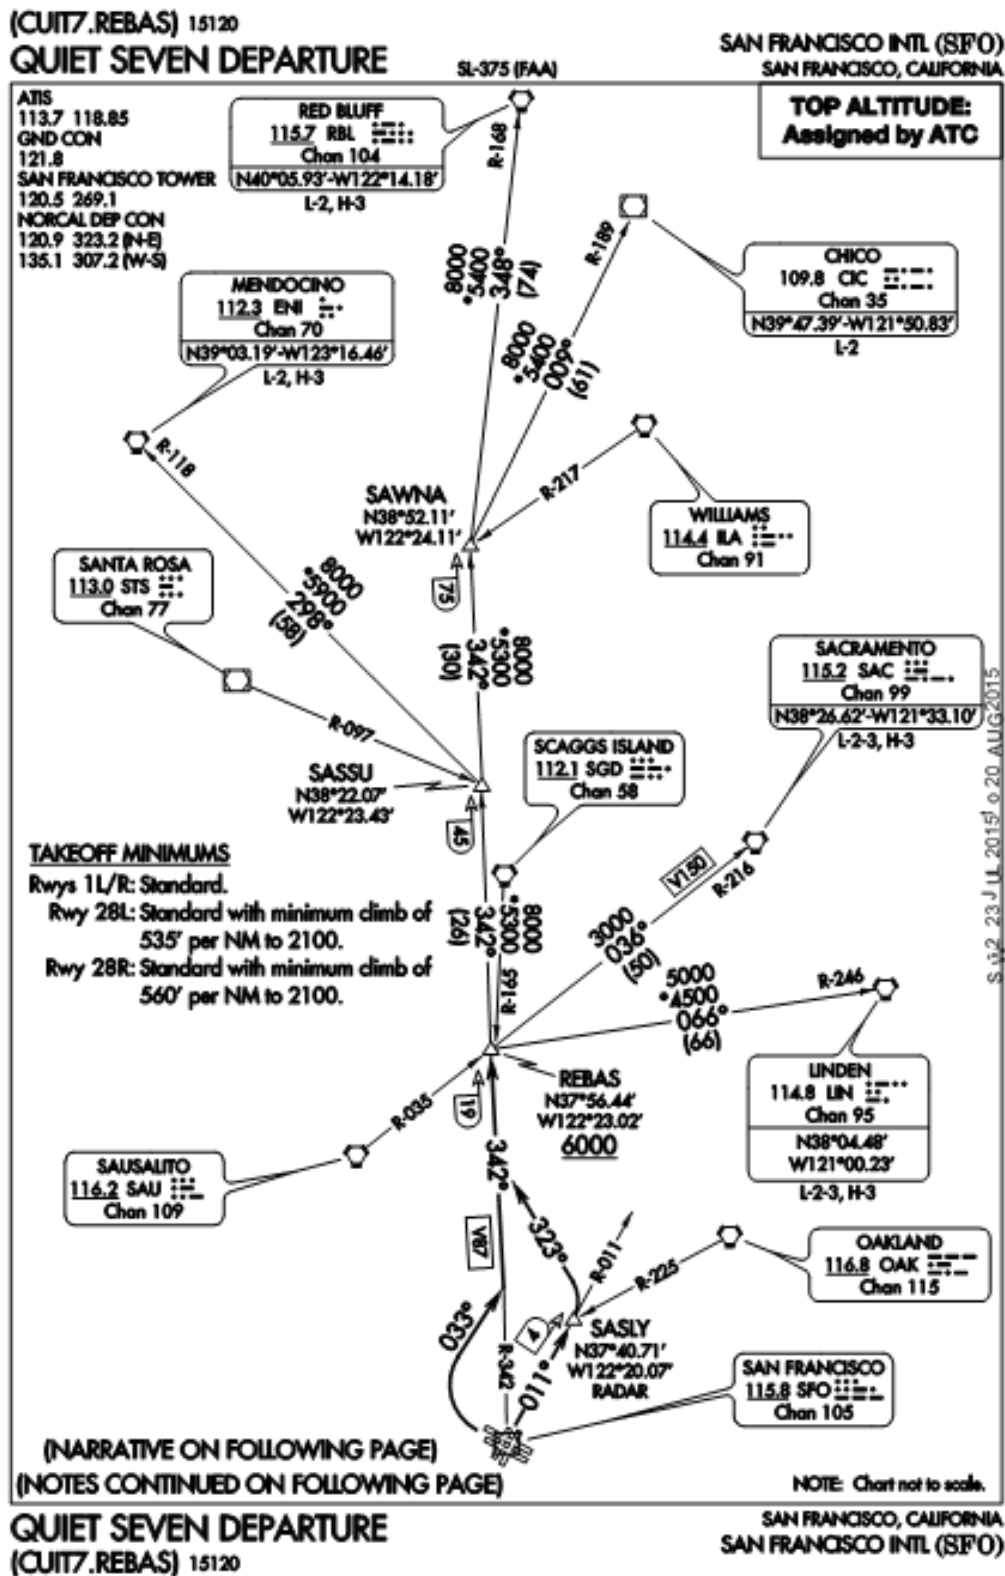 (CUIT7.REBAS) 15120
QUIET SEVEN DEPARTURE
SL-375 (FAA)
SAN FRANCISCO INTL (SFO)
SAN FRANCISCO, CALIFORNIA
ATIS
113.7 118.85
GND CON
121.8
SAN FRANCISCO TOWER
120.5 269.1
NORCAL DEP CON
120.9 323.2 (N-E)
135.1 307.2 (W-S)
TOP ALTITUDE:
Assigned by ATC
RED BLUFF
115.7 RBL
Chan 104
N40°05.93'-W122°14.18'
L-2, H-3
R-168
8000
*5400
348°
(74)
R-189
8000
*5400
009°
(61)
CHICO
109.8 CIC
Chan 35
N39°47.39'-W121°50.83'
L-2
MENDOCINO
112.3 ENI
Chan 70
N39°03.19'-W123°16.46'
L-2, H-3
R-118
8000
*5900
298°
(58)
SAWNA
N38°52.11'
W122°24.11'
R-217
WILLIAMS
114.4 ILA
Chan 91
75
SANTA ROSA
113.0 STS
Chan 77
R-097
8000
*5300
342°
(30)
SACRAMENTO
115.2 SAC
Chan 99
N38°26.62'-W121°33.10'
L-2-3, H-3
SASSU
N38°22.07'
W122°23.43'
45
SCAGGS ISLAND
112.1 SGD
Chan 58
TAKEOFF MINIMUMS
Rwys 1L/R: Standard.
Rwy 28L: Standard with minimum climb of
535' per NM to 2100.
Rwy 28R: Standard with minimum climb of
560' per NM to 2100.
8000
*5300
342°
(26)
R-165
V150
R-216
3000
036°
(50)
5000
*4500
066°
(66)
R-246
REBAS
N37°56.44'
W122°23.02'
6000
19
R-035
LINDEN
114.8 LIN
Chan 95
N38°04.48'
W121°00.23'
L-2-3, H-3
SAUSALITO
116.2 SAU
Chan 109
342°
V87
323°
R-011
R-225
OAKLAND
116.8 OAK
Chan 115
033°
R-342
4
011°
SASLY
N37°40.71'
W122°20.07'
RADAR
SAN FRANCISCO
115.8 SFO
Chan 105
(NARRATIVE ON FOLLOWING PAGE)
(NOTES CONTINUED ON FOLLOWING PAGE)
NOTE: Chart not to scale.
23 JUL 2015 to 20 AUG 2015
QUIET SEVEN DEPARTURE
(CUIT7.REBAS) 15120
SAN FRANCISCO, CALIFORNIA
SAN FRANCISCO INTL (SFO)